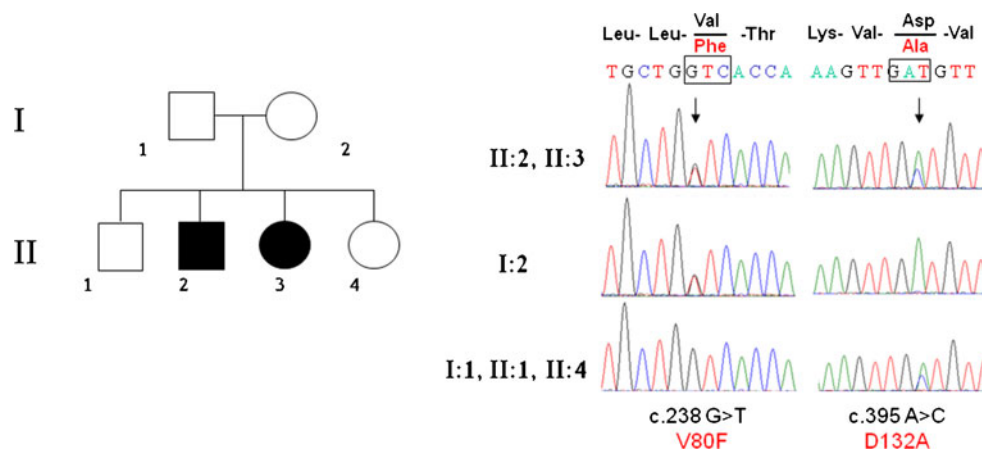 I
1
2
II
1
2
3
4
Val
Asp
Leu- Leu- -Thr
Lys- Val- -Val
Phe
Ala
TGCTGGTCACCA
AAGTTGATGTT
II:2, II:3
I:2
I:1, II:1, II:4
c.238 G>T
c.395 A>C
V80F
D132A